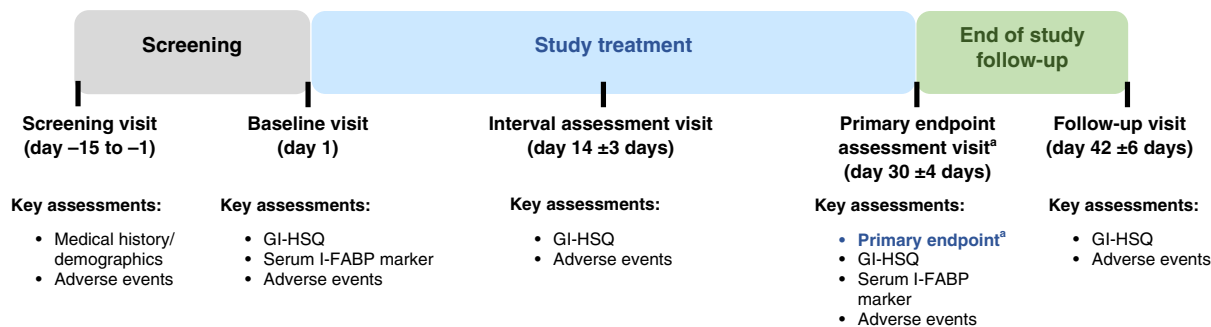 Screening
Study treatment
End of study
follow-up
Screening visit
(day –15 to –1)
Baseline visit
(day 1)
Interval assessment visit
(day 14 ±3 days)
Primary endpoint
assessment visitᵃ
(day 30 ±4 days)
Follow-up visit
(day 42 ±6 days)
Key assessments:
• Medical history/
demographics
• Adverse events
Key assessments:
• GI-HSQ
• Serum I-FABP marker
• Adverse events
Key assessments:
• GI-HSQ
• Adverse events
Key assessments:
• Primary endpointᵃ
• GI-HSQ
• Serum I-FABP
marker
• Adverse events
Key assessments:
• GI-HSQ
• Adverse events